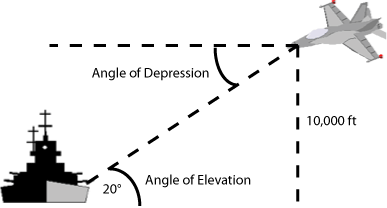 Angle of Depression
10,000 ft
20°
Angle of Elevation